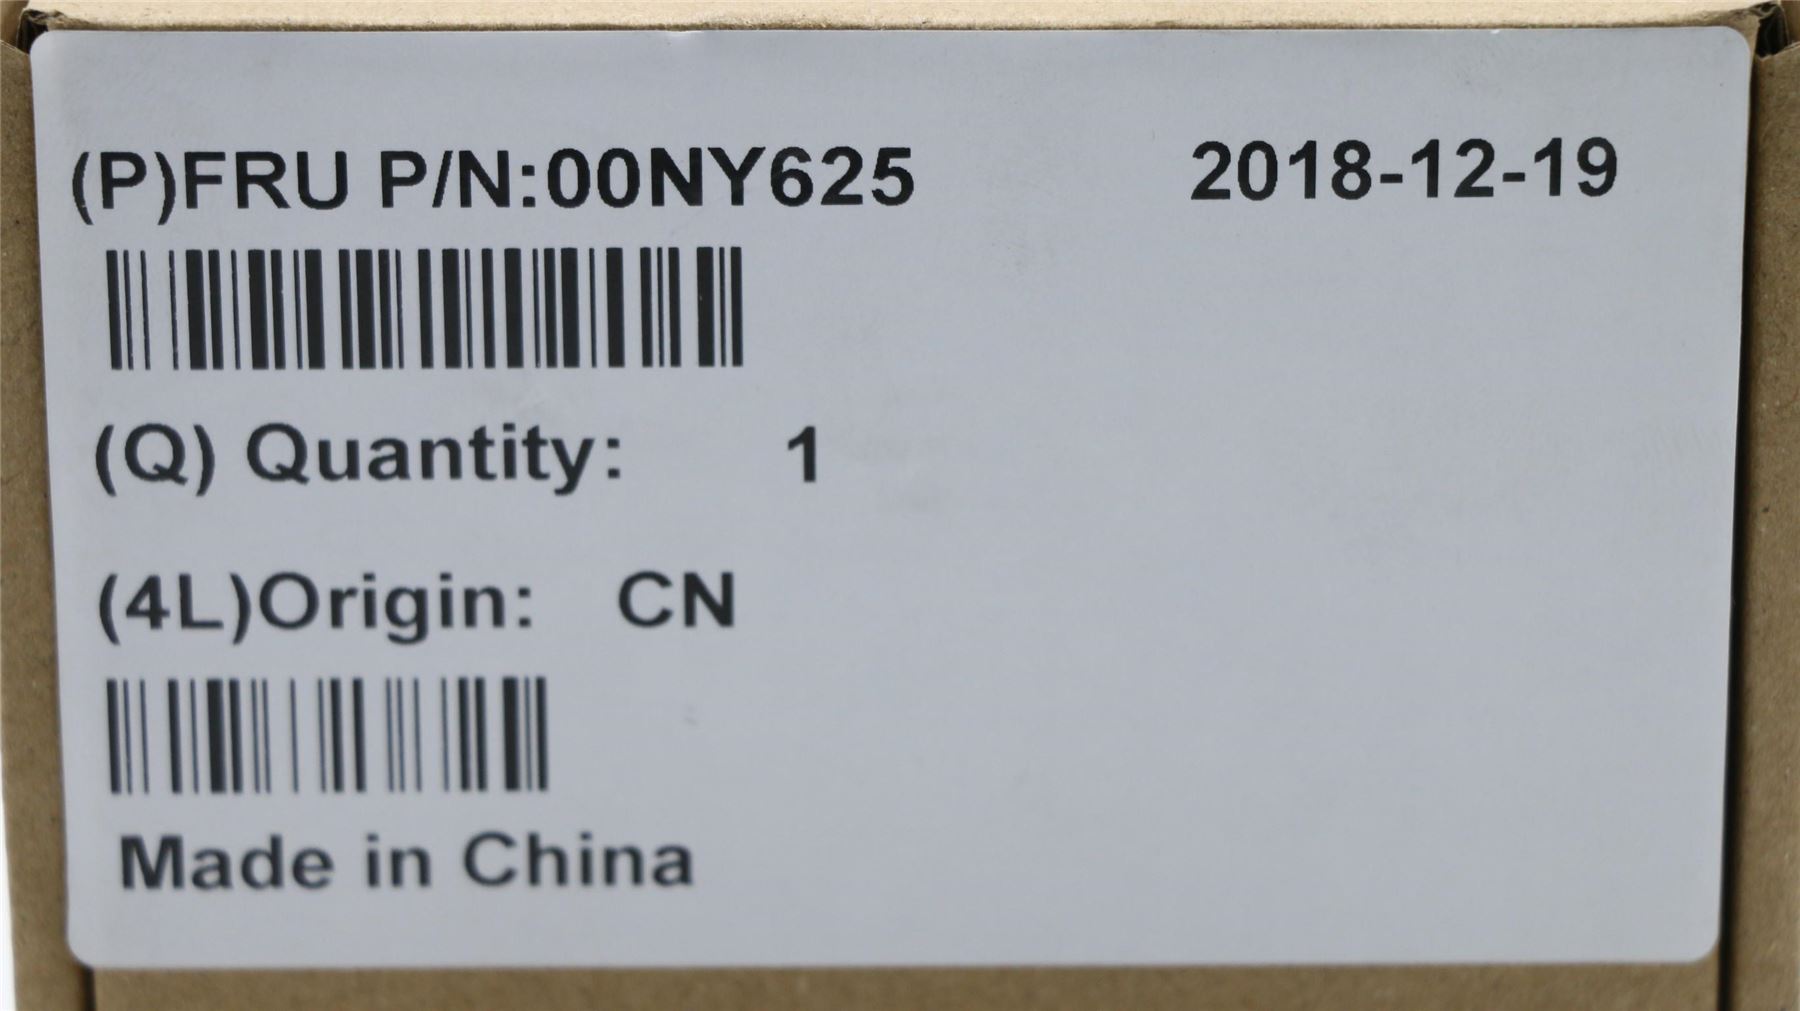 (P)FRU P/N:00NY625 2018-12-19
(Q) Quantity: 1
(4L)Origin: CN
Made in China